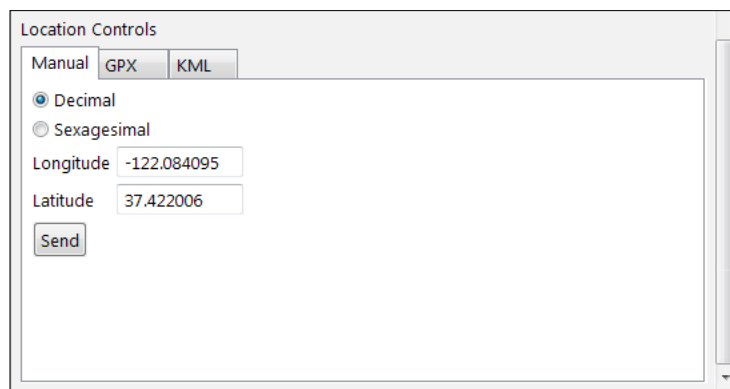 Location Controls
Manual GPX KML
Decimal
Sexagesimal
Longitude -122.084095
Latitude 37.422006
Send